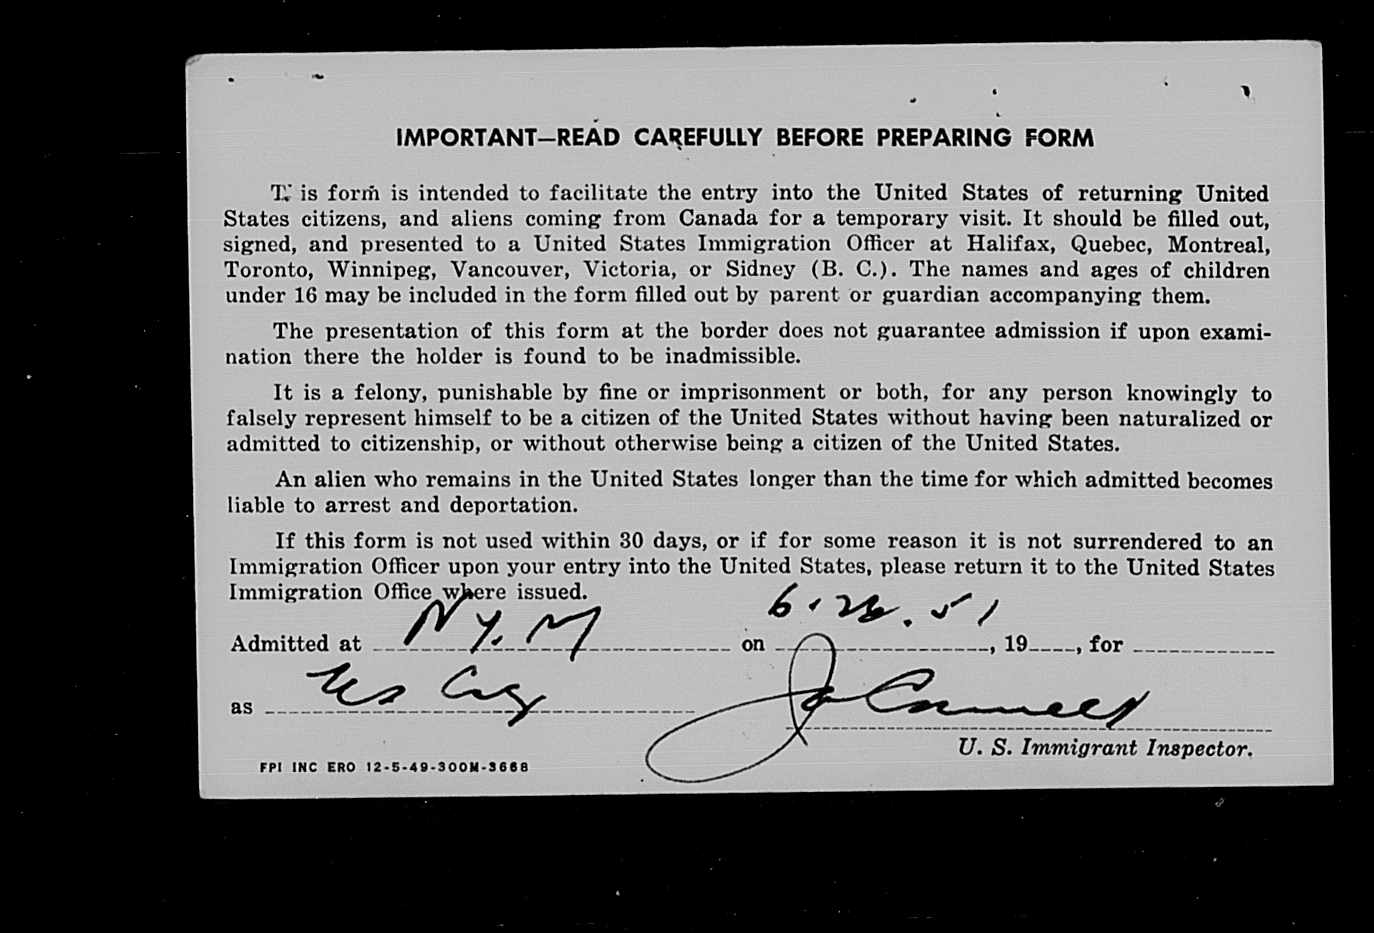 IMPORTANT—READ CAREFULLY BEFORE PREPARING FORM
is form is intended to facilitate the entry into the United States of returning United
States citizens, and aliens coming from Canada for a temporary visit. It should be filled out,
signed, and presented to a United States Immigration Officer at Halifax, Quebec, Montreal,
Toronto, Winnipeg, Vancouver, Victoria, or Sidney (B. C.). The names and ages of children
under 16 may be included in the form filled out by parent or guardian accompanying them.
The presentation of this form at the border does not guarantee admission if upon exami-
nation there the holder is found to be inadmissible.
It is a felony, punishable by fine or imprisonment or both, for any person knowingly to
falsely represent himself to be a citizen of the United States without having been naturalized or
admitted to citizenship, or without otherwise being a citizen of the United States.
An alien who remains in the United States longer than the time for which admitted becomes
liable to arrest and deportation.
If this form is not used within 30 days, or if for some reason it is not surrendered to an
Immigration Officer upon your entry into the United States, please return it to the United States
Immigration Office where issued.
Admitted at on , 19 , for
as
U. S. Immigrant Inspector.
FPI INC ERO 12-5-49-300M-3668